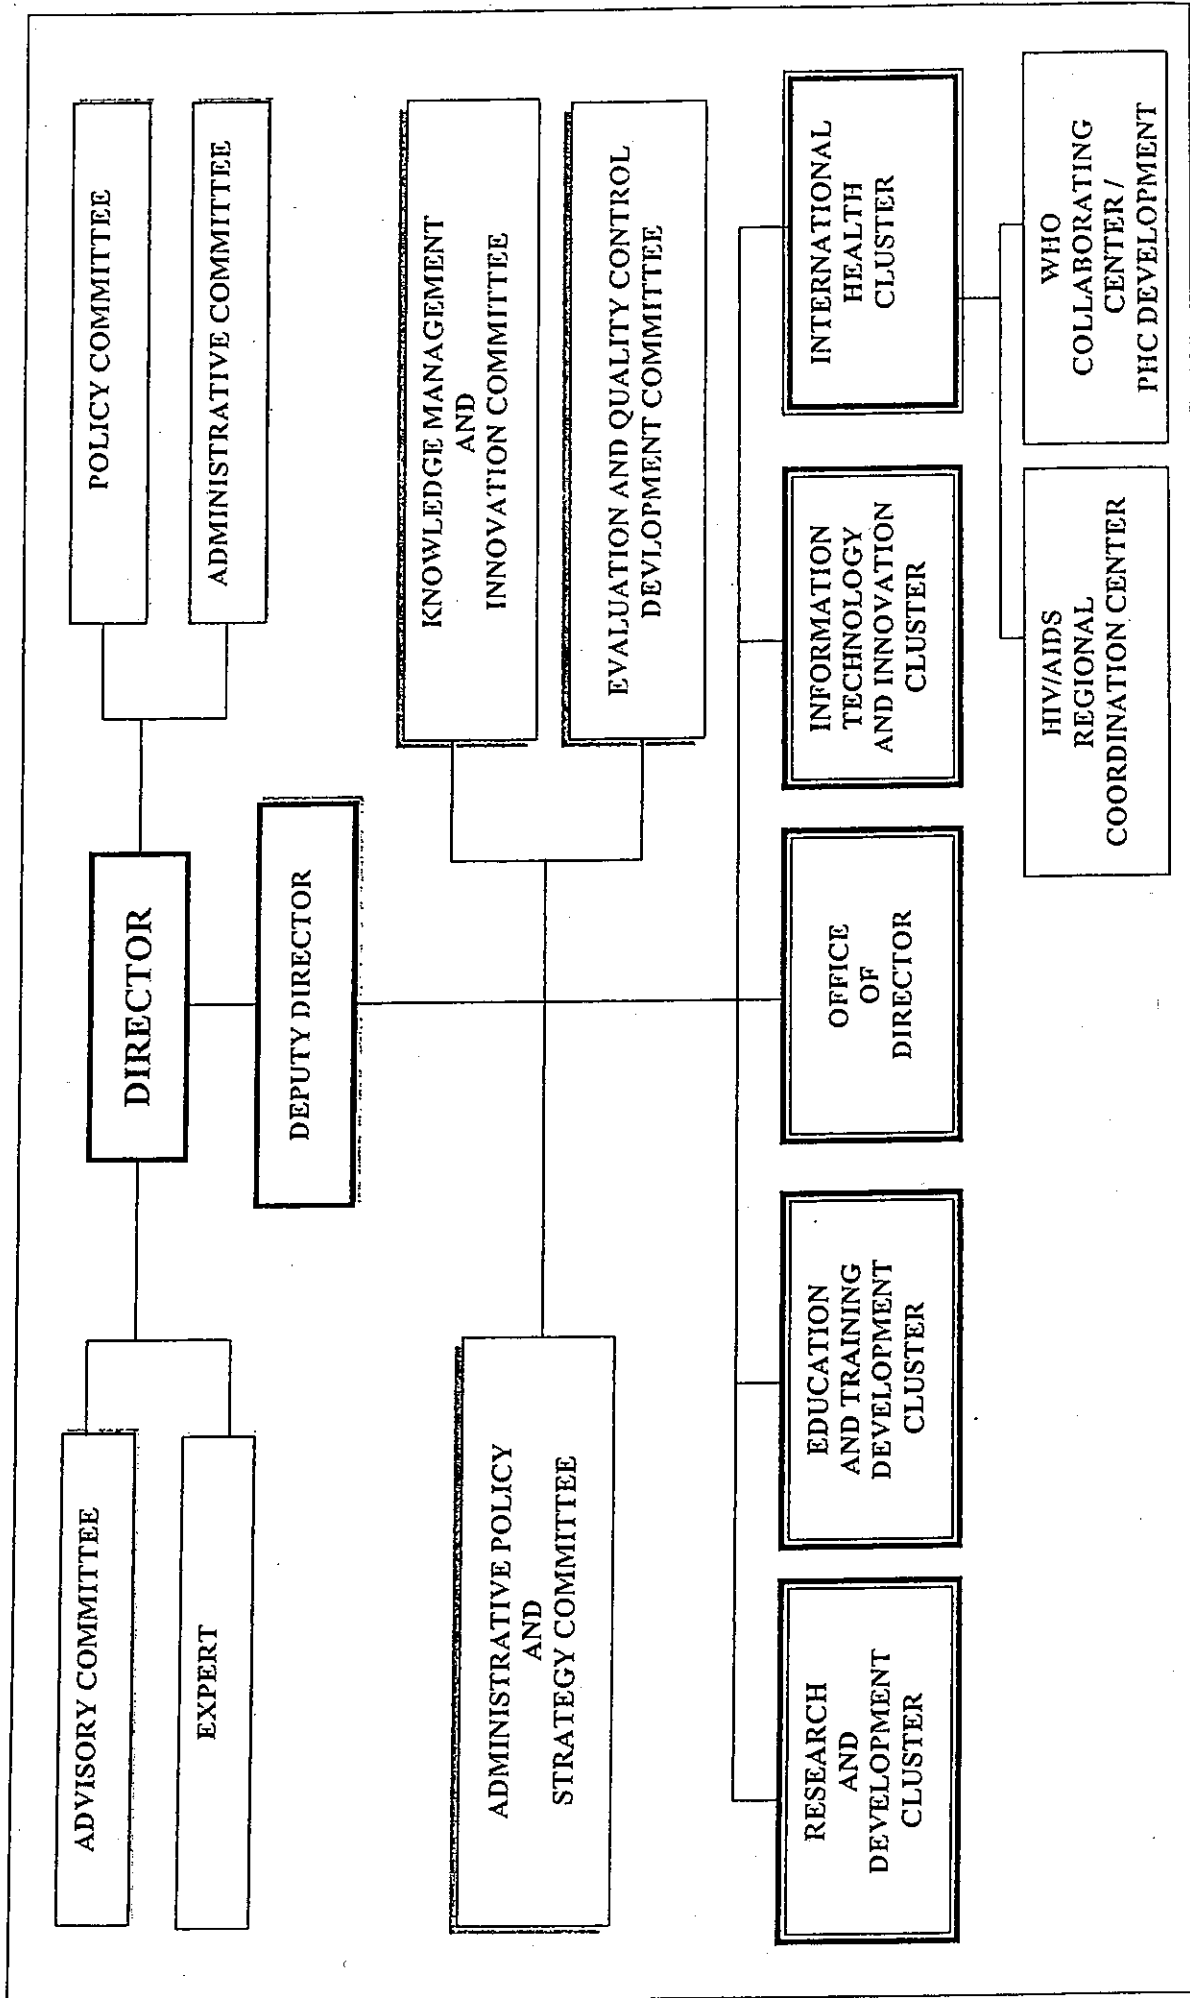 ADVISORY COMMITTEE
EXPERT
DIRECTOR
DEPUTY DIRECTOR
POLICY COMMITTEE
ADMINISTRATIVE COMMITTEE
ADMINISTRATIVE POLICY
AND
STRATEGY COMMITTEE
KNOWLEDGE MANAGEMENT
AND
INNOVATION COMMITTEE
EVALUATION AND QUALITY CONTROL
DEVLOPMENT COMMITTEE
RESEARCH
AND
DEVELOPMENT
CLUSTER
EDUCATION
AND TRAINING
DEVELOPMENT
CLUSTER
OFFICE
OF
DIRECTOR
INFORMATION
TECHNOLOGY
AND INNOVATION
CLUSTER
INTERNATIONAL
HEALTH
CLUSTER
HIV/AIDS
REGIONAL
COORDINATION CENTER
WHO
COLLABORATING
CENTER /
PHC DEVELOPMENT